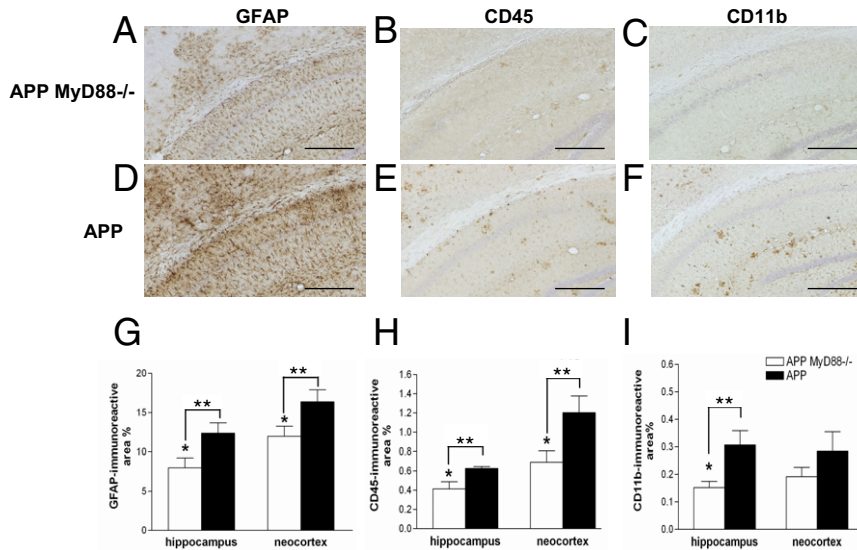 GFAP CD45 CD11b
A B C
APP MyD88-/-
D E F
APP
G H I
GFAP-immunoreactive
area %
20
15
10
5
0
** **
* *
hippocampus neocortex
CD45-immunoreactive
area %
1.6
1.4
1.2
1.0
0.8
0.6
0.4
0.2
0.0
** **
* *
hippocampus neocortex
CD11b-immunoreactive
area%
0.6
0.5
0.4
0.3
0.2
0.1
0.0
APP MyD88-/-
APP
**
*
hippocampus neocortex